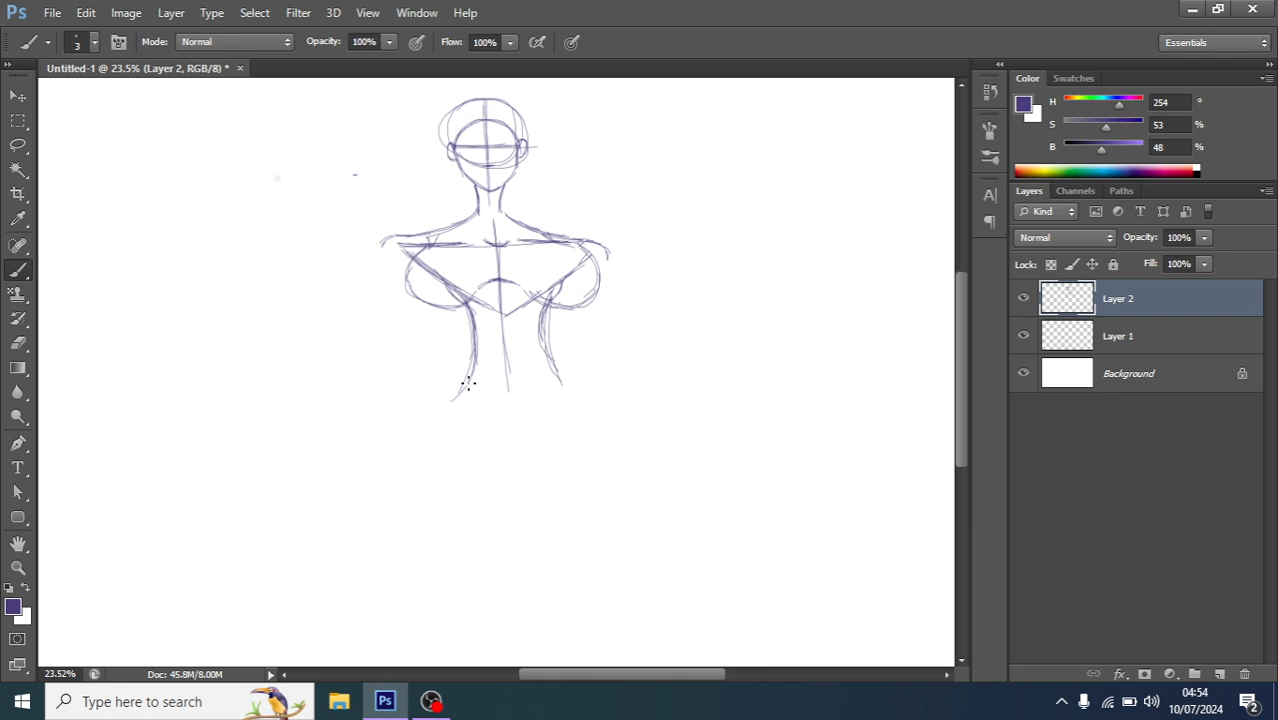 Ps File Edit Image Layer Type Select Filter 3D View Window Help
3 Mode: Normal Opacity: 100% Flow: 100% Essentials
Untitled-1 @ 23.5% (Layer 2, RGB/8) * ×
Color Swatches
H 254 °
S 53 %
B 48 %
Layers Channels Paths
Kind
Normal Opacity: 100%
Lock: Fill: 100%
Layer 2
Layer 1
Background
23.52% Doc: 45.8M/8.00M
Type here to search
Ps
04:54
10/07/2024
2